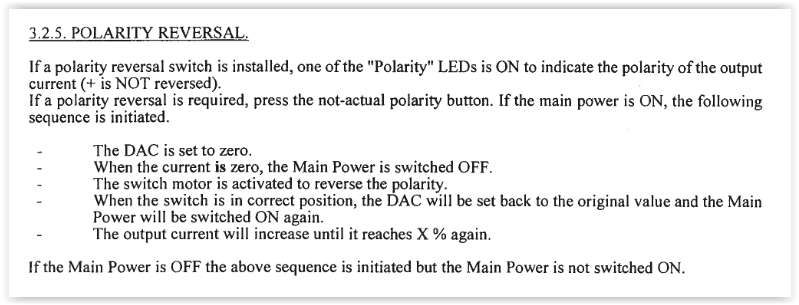 3.2.5. POLARITY REVERSAL.
If a polarity reversal switch is installed, one of the "Polarity" LEDs is ON to indicate the polarity of the output
current (+ is NOT reversed).
If a polarity reversal is required, press the not-actual polarity button. If the main power is ON, the following
sequence is initiated.
- The DAC is set to zero.
- When the current is zero, the Main Power is switched OFF.
- The switch motor is activated to reverse the polarity.
- When the switch is in correct position, the DAC will be set back to the original value and the Main
Power will be switched ON again.
- The output current will increase until it reaches X % again.
If the Main Power is OFF the above sequence is initiated but the Main Power is not switched ON.